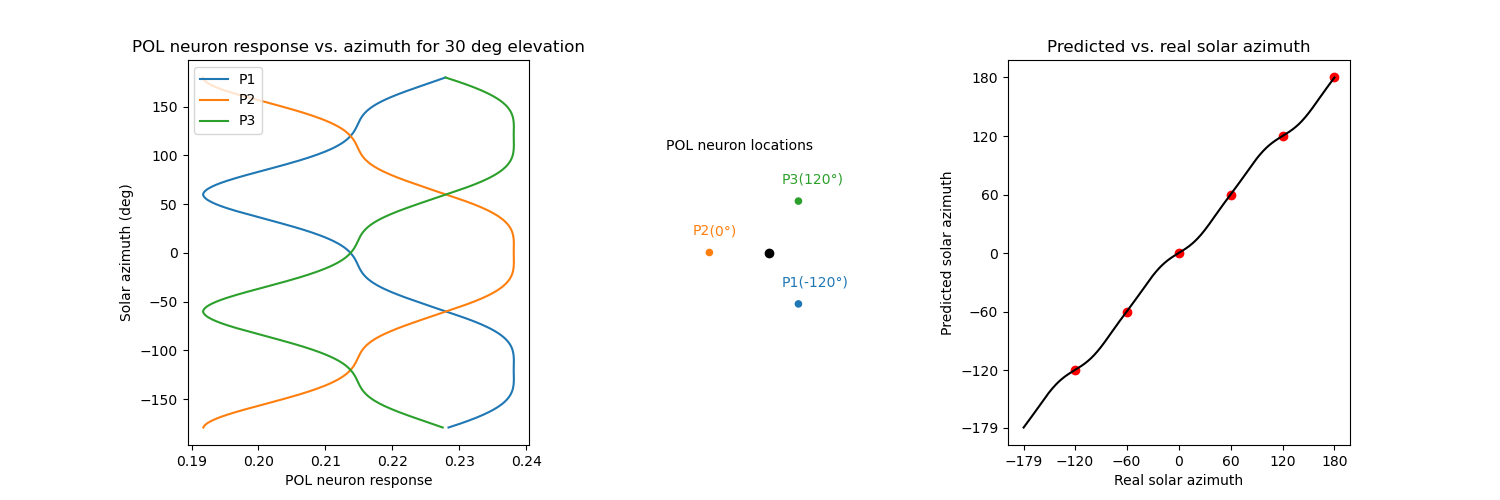 POL neuron response vs. azimuth for 30 deg elevation
P1
P2
P3
Solar azimuth (deg)
150
100
50
0
−50
−100
−150
0.19 0.20 0.21 0.22 0.23 0.24
POL neuron response
POL neuron locations
P3(120°)
P2(0°)
P1(-120°)
Predicted vs. real solar azimuth
Predicted solar azimuth
180
120
60
0
−60
−120
−179
−179 −120 −60 0 60 120 180
Real solar azimuth